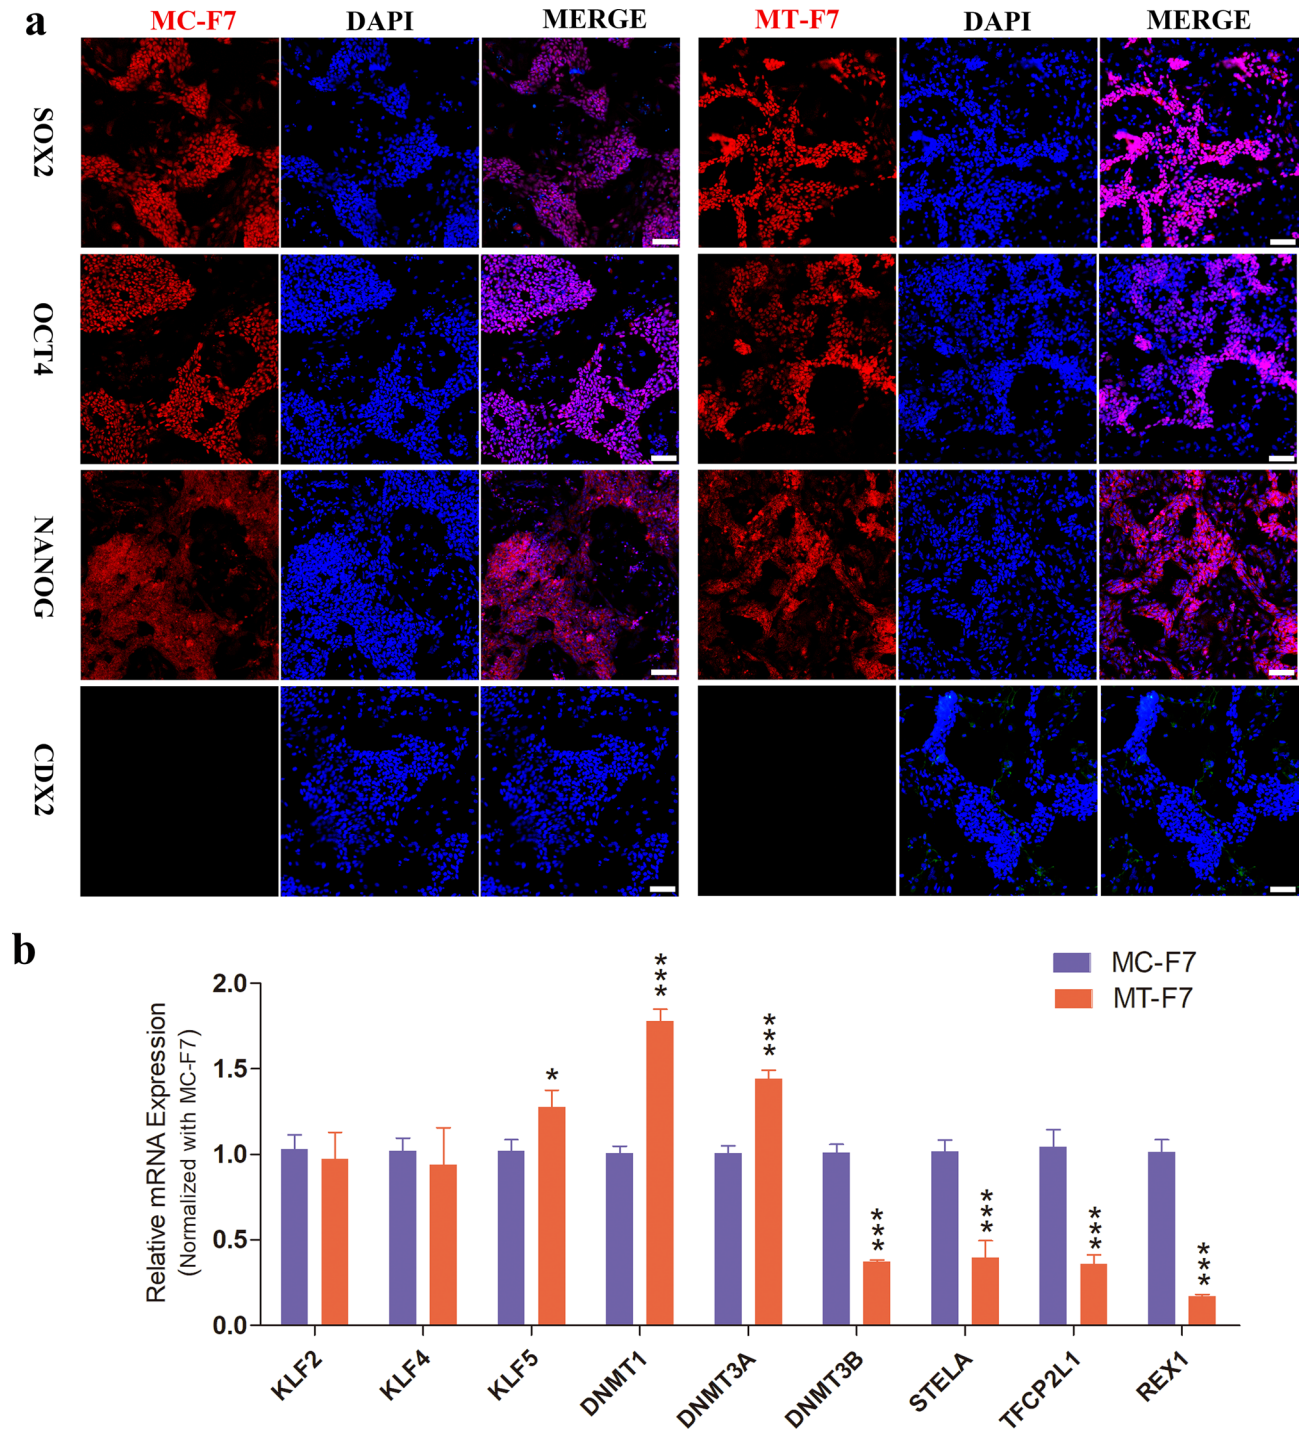 a
MC-F7 DAPI MERGE MT-F7 DAPI MERGE
SOX2
OCT4
NANOG
CDX2
b
MC-F7
MT-F7
Relative mRNA Expression
(Normalized with MC-F7)
2.0
1.5
1.0
0.5
0.0
*
***
***
***
***
***
***
KLF2 KLF4 KLF5 DNMT1 DNMT3A DNMT3B STELA TFCP2L1 REX1